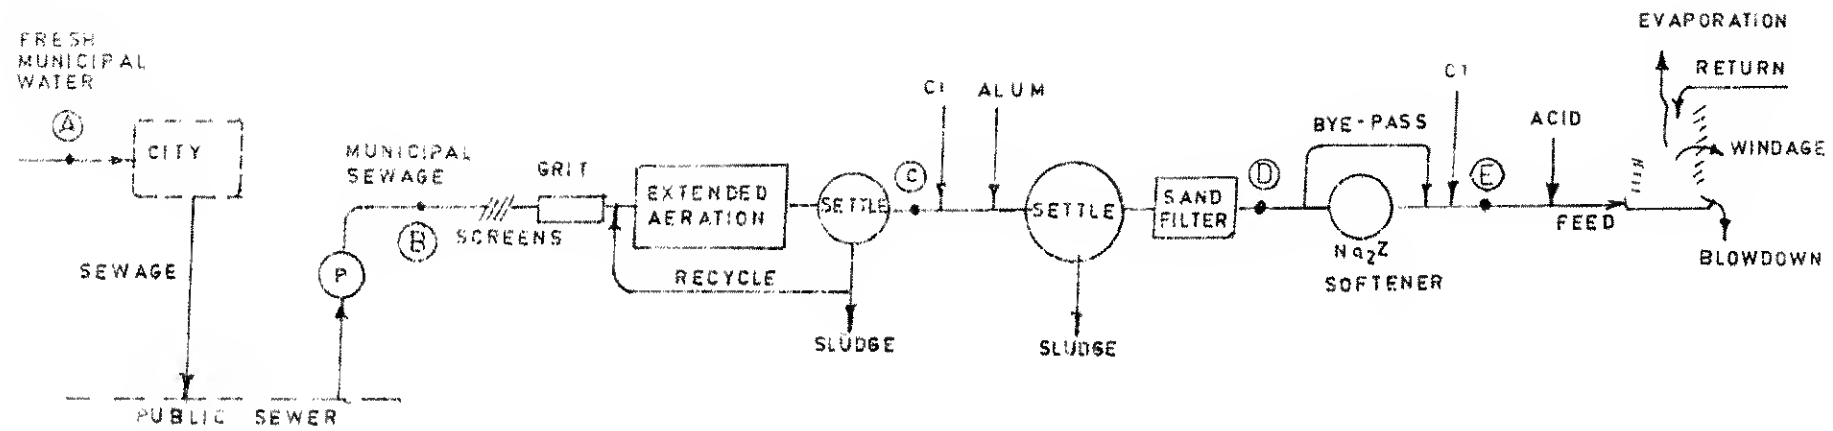 FRESH
MUNICIPAL
WATER
A
CITY
SEWAGE
PUBLIC SEWER
P
MUNICIPAL
SEWAGE
B
SCREENS
GRIT
EXTENDED
AERATION
RECYCLE
SETTLE
SLUDGE
C
Cl
ALUM
SETTLE
SLUDGE
SAND
FILTER
D
BYE-PASS
Na2Z
SOFTENER
Cl
E
ACID
FEED
EVAPORATION
RETURN
WINDAGE
BLOWDOWN